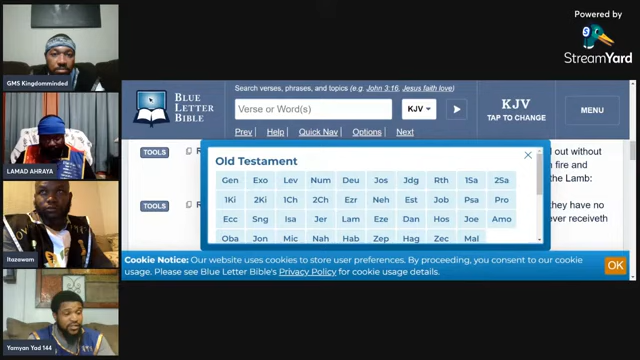 Powered by
StreamYard
GMS Kingdomminded
LAMAD AHRAYA
Itazawam
Yamyan Yad 144
BLUE
LETTER
BIBLE
Search verses, phrases, and topics (e.g. John 3:16, Jesus faith love)
Verse or Word(s)
KJV
KJV
TAP TO CHANGE
MENU
Prev | Help | Quick Nav | Options | Next
TOOLS
d out without
n fire and
the Lamb:
TOOLS
they have no
ever receiveth
Old Testament
Gen Exo Lev Num Deu Jos Jdg Rth 1Sa 2Sa
1Ki 2Ki 1Ch 2Ch Ezr Neh Est Job Psa Pro
Ecc Sng Isa Jer Lam Eze Dan Hos Joe Amo
Oba Jon Mic Nah Hab Zep Hag Zec Mal
Cookie Notice: Our website uses cookies to store user preferences. By proceeding, you consent to our cookie
usage. Please see Blue Letter Bible's Privacy Policy for cookie usage details.
OK